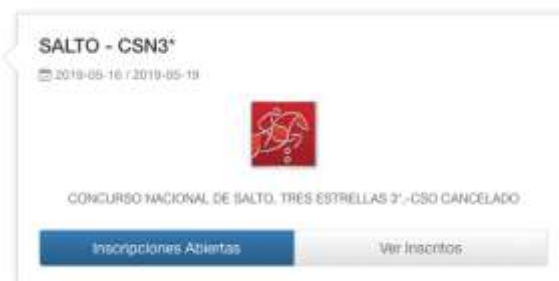 SALTO - CSN3*
2019-05-16 / 2019-05-19
CONCURSO NACIONAL DE SALTO, TRES ESTRELLAS 3*.-CSO CANCELADO
Inscripciones Abiertas
Ver Inscritos